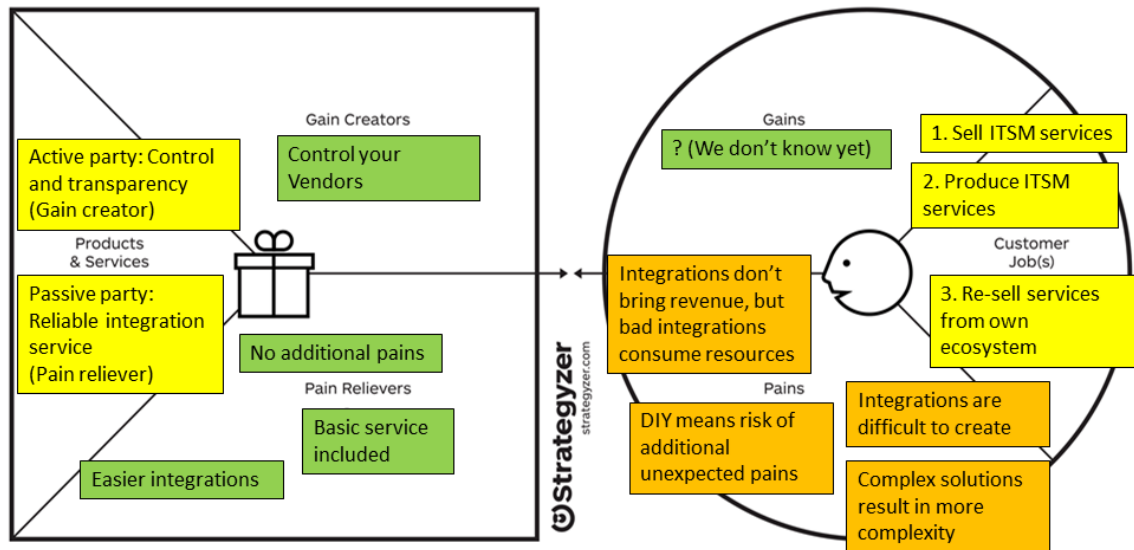 Gain Creators
Control your
Vendors
Active party: Control
and transparency
(Gain creator)
Products
& Services
Passive party:
Reliable integration
service
(Pain reliever)
No additional pains
Pain Relievers
Basic service
included
Easier integrations
Strategyzer
strategyzer.com
Gains
? (We don't know yet)
1. Sell ITSM services
2. Produce ITSM
services
Customer
Job(s)
3. Re-sell services
from own
ecosystem
Integrations don't
bring revenue, but
bad integrations
consume resources
Pains
DIY means risk of
additional
unexpected pains
Integrations are
difficult to create
Complex solutions
result in more
complexity